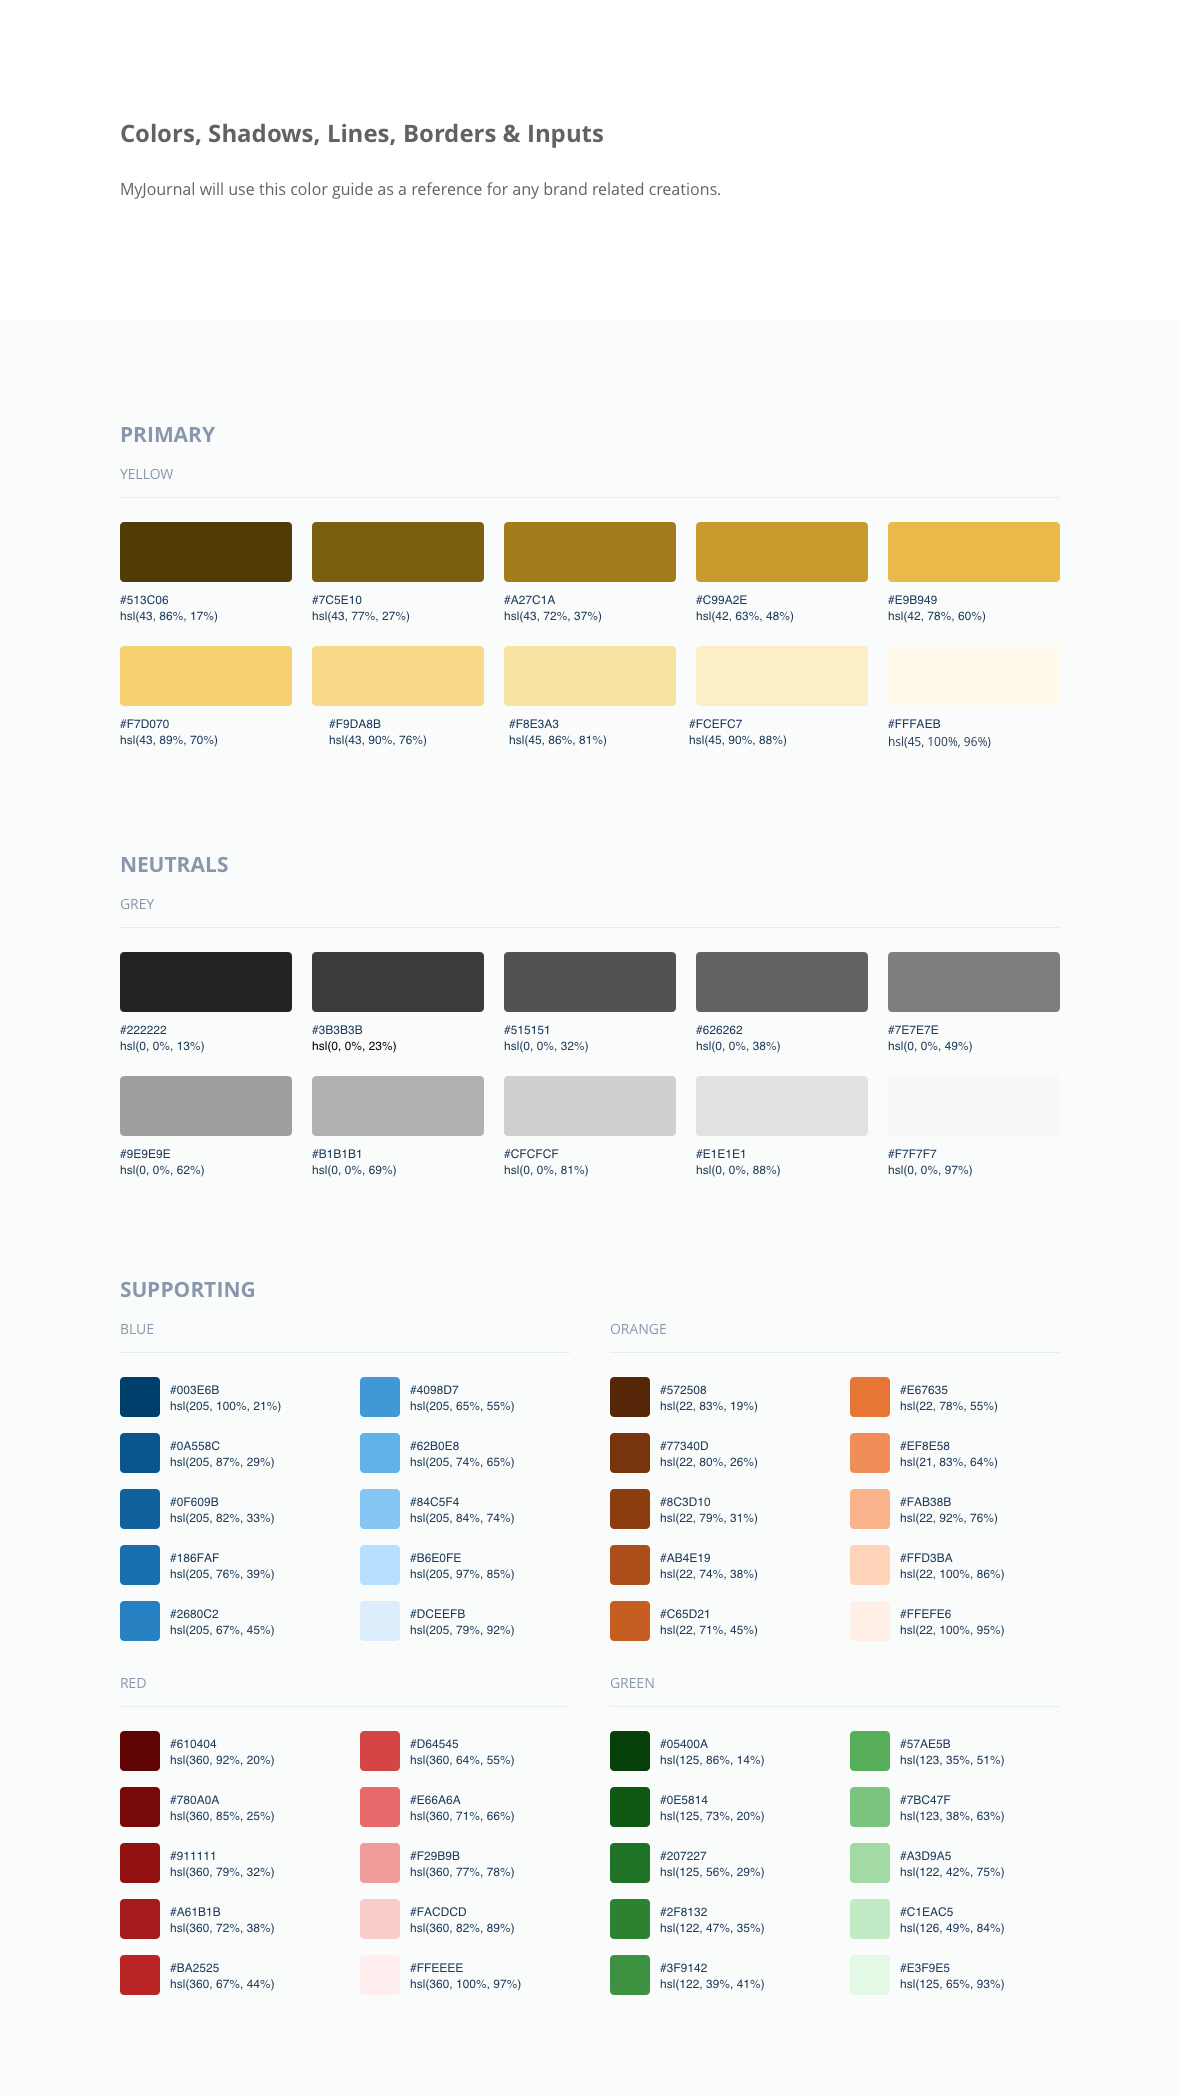 Colors, Shadows, Lines, Borders & Inputs
MyJournal will use this color guide as a reference for any brand related creations.
PRIMARY
YELLOW
#513C06
hsl(43, 86%, 17%)
#7C5E10
hsl(43, 77%, 27%)
#A27C1A
hsl(43, 72%, 37%)
#C99A2E
hsl(42, 63%, 48%)
#E9B949
hsl(42, 78%, 60%)
#F7D070
hsl(43, 89%, 70%)
#F9DA8B
hsl(43, 90%, 76%)
#F8E3A3
hsl(45, 86%, 81%)
#FCEFC7
hsl(45, 90%, 88%)
#FFFAEB
hsl(45, 100%, 96%)
NEUTRALS
GREY
#222222
hsl(0, 0%, 13%)
#3B3B3B
hsl(0, 0%, 23%)
#515151
hsl(0, 0%, 32%)
#626262
hsl(0, 0%, 38%)
#7E7E7E
hsl(0, 0%, 49%)
#9E9E9E
hsl(0, 0%, 62%)
#B1B1B1
hsl(0, 0%, 69%)
#CFCFCF
hsl(0, 0%, 81%)
#E1E1E1
hsl(0, 0%, 88%)
#F7F7F7
hsl(0, 0%, 97%)
SUPPORTING
BLUE
#003E6B
hsl(205, 100%, 21%)
#0A558C
hsl(205, 87%, 29%)
#0F609B
hsl(205, 82%, 33%)
#186FAF
hsl(205, 76%, 39%)
#2680C2
hsl(205, 67%, 45%)
#4098D7
hsl(205, 65%, 55%)
#62B0E8
hsl(205, 74%, 65%)
#84C5F4
hsl(205, 84%, 74%)
#B6E0FE
hsl(205, 97%, 85%)
#DCEEFB
hsl(205, 79%, 92%)
ORANGE
#572508
hsl(22, 83%, 19%)
#77340D
hsl(22, 80%, 26%)
#8C3D10
hsl(22, 79%, 31%)
#AB4E19
hsl(22, 74%, 38%)
#C65D21
hsl(22, 71%, 45%)
#E67635
hsl(22, 78%, 55%)
#EF8E58
hsl(21, 83%, 64%)
#FAB38B
hsl(22, 92%, 76%)
#FFD3BA
hsl(22, 100%, 86%)
#FFEFE6
hsl(22, 100%, 95%)
RED
#610404
hsl(360, 92%, 20%)
#780A0A
hsl(360, 85%, 25%)
#911111
hsl(360, 79%, 32%)
#A61B1B
hsl(360, 72%, 38%)
#BA2525
hsl(360, 67%, 44%)
#D64545
hsl(360, 64%, 55%)
#E66A6A
hsl(360, 71%, 66%)
#F29B9B
hsl(360, 77%, 78%)
#FACDCD
hsl(360, 82%, 89%)
#FFEEEE
hsl(360, 100%, 97%)
GREEN
#05400A
hsl(125, 86%, 14%)
#0E5814
hsl(125, 73%, 20%)
#207227
hsl(125, 56%, 29%)
#2F8132
hsl(122, 47%, 35%)
#3F9142
hsl(122, 39%, 41%)
#57AE5B
hsl(123, 35%, 51%)
#7BC47F
hsl(123, 38%, 63%)
#A3D9A5
hsl(122, 42%, 75%)
#C1EAC5
hsl(126, 49%, 84%)
#E3F9E5
hsl(125, 65%, 93%)